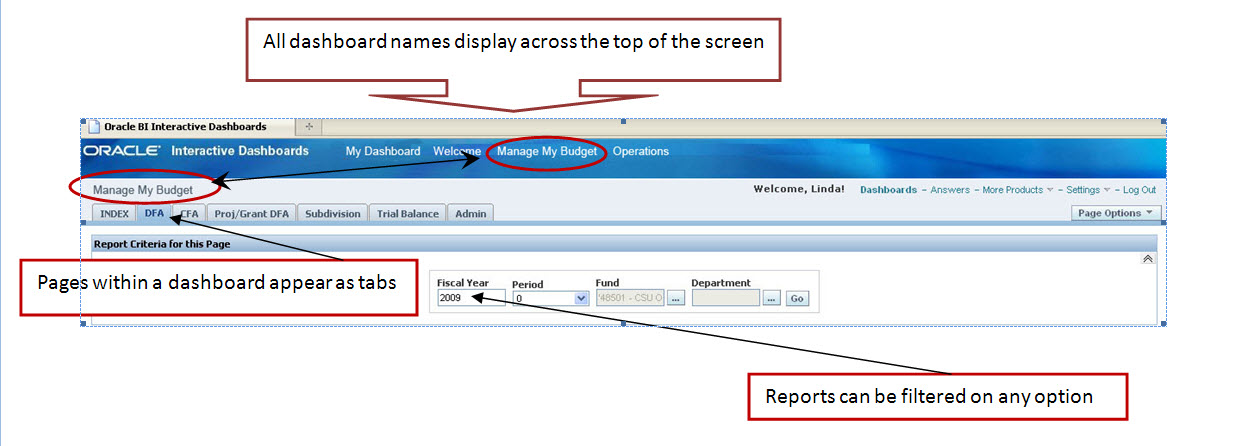 All dashboard names display across the top of the screen
Oracle BI Interactive Dashboards
ORACLE Interactive Dashboards My Dashboard Welcome Manage My Budget Operations
Manage My Budget Welcome, Linda! Dashboards - Answers - More Products - Settings - Log Out
INDEX DFA CFA Proj/Grant DFA Subdivision Trial Balance Admin Page Options
Report Criteria for this Page
Pages within a dashboard appear as tabs
Fiscal Year Period Fund Department
2009 0 '48501 - CSU O ... ... Go
Reports can be filtered on any option